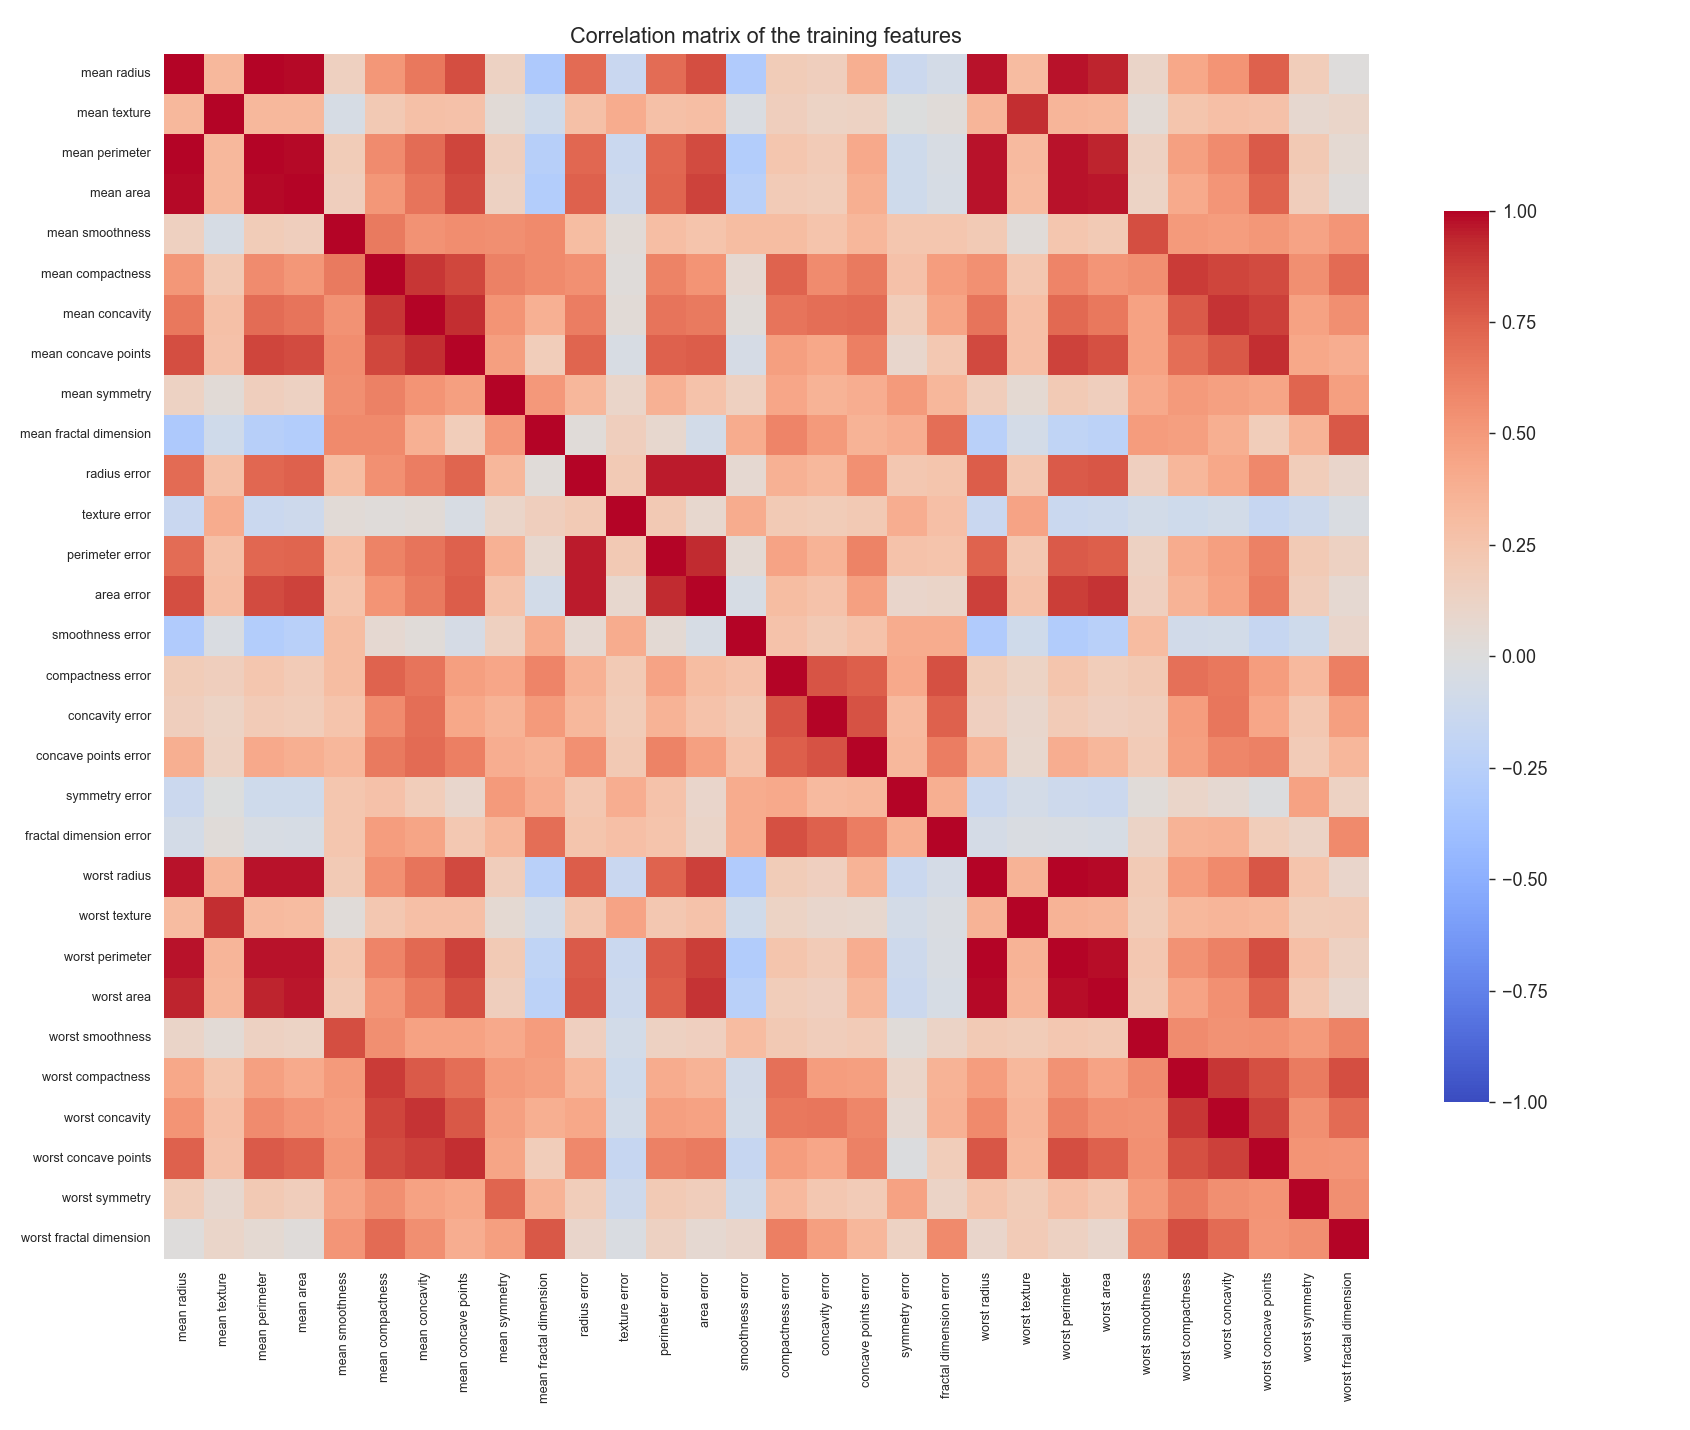 Correlation matrix of the training features
mean radius
mean texture
mean perimeter
mean area
mean smoothness
mean compactness
mean concavity
mean concave points
mean symmetry
mean fractal dimension
radius error
texture error
perimeter error
area error
smoothness error
compactness error
concavity error
concave points error
symmetry error
fractal dimension error
worst radius
worst texture
worst perimeter
worst area
worst smoothness
worst compactness
worst concavity
worst concave points
worst symmetry
worst fractal dimension
mean radius
mean texture
mean perimeter
mean area
mean smoothness
mean compactness
mean concavity
mean concave points
mean symmetry
mean fractal dimension
radius error
texture error
perimeter error
area error
smoothness error
compactness error
concavity error
concave points error
symmetry error
fractal dimension error
worst radius
worst texture
worst perimeter
worst area
worst smoothness
worst compactness
worst concavity
worst concave points
worst symmetry
worst fractal dimension
1.00
0.75
0.50
0.25
0.00
−0.25
−0.50
−0.75
−1.00